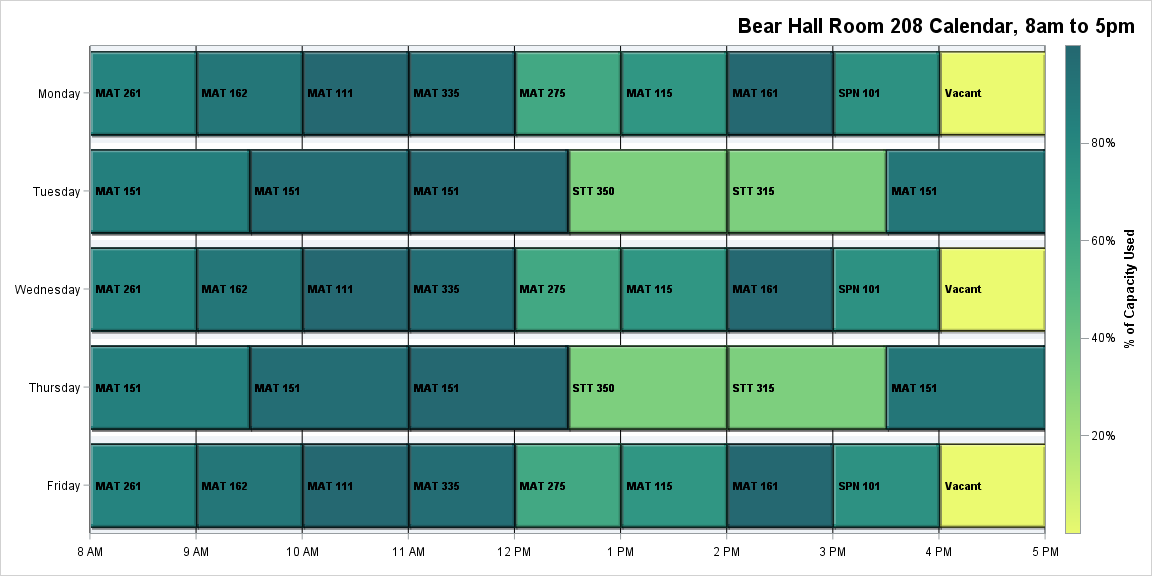 Bear Hall Room 208 Calendar, 8am to 5pm
Monday MAT 261 MAT 162 MAT 111 MAT 335 MAT 275 MAT 115 MAT 161 SPN 101 Vacant
Tuesday MAT 151 MAT 151 MAT 151 STT 350 STT 315 MAT 151
Wednesday MAT 261 MAT 162 MAT 111 MAT 335 MAT 275 MAT 115 MAT 161 SPN 101 Vacant
Thursday MAT 151 MAT 151 MAT 151 STT 350 STT 315 MAT 151
Friday MAT 261 MAT 162 MAT 111 MAT 335 MAT 275 MAT 115 MAT 161 SPN 101 Vacant
8 AM 9 AM 10 AM 11 AM 12 PM 1 PM 2 PM 3 PM 4 PM 5 PM
80%
60%
40%
20%
% of Capacity Used